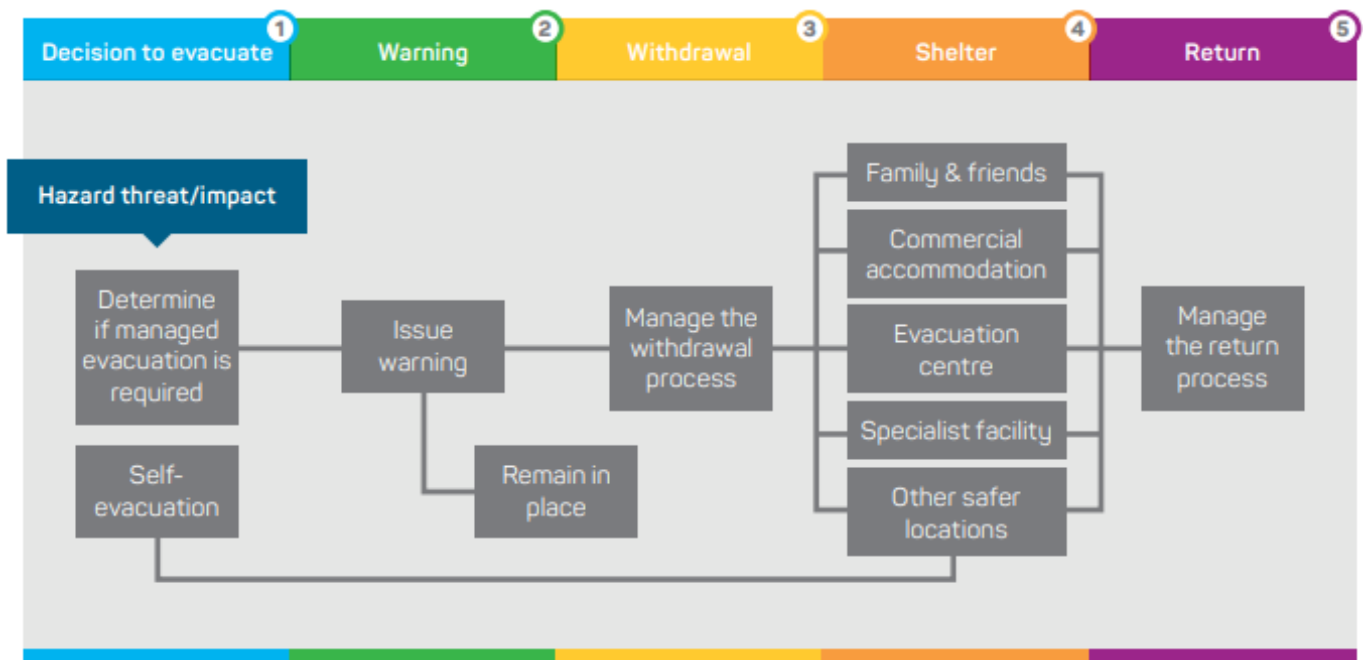 1
2
3
4
5
Decision to evacuate
Warning
Withdrawal
Shelter
Return
Hazard threat/impact
Determine
if managed
evacuation is
required
Self-
evacuation
Issue
warning
Remain in
place
Manage the
withdrawal
process
Family & friends
Commercial
accommodation
Evacuation
centre
Specialist facility
Other safer
locations
Manage
the return
process